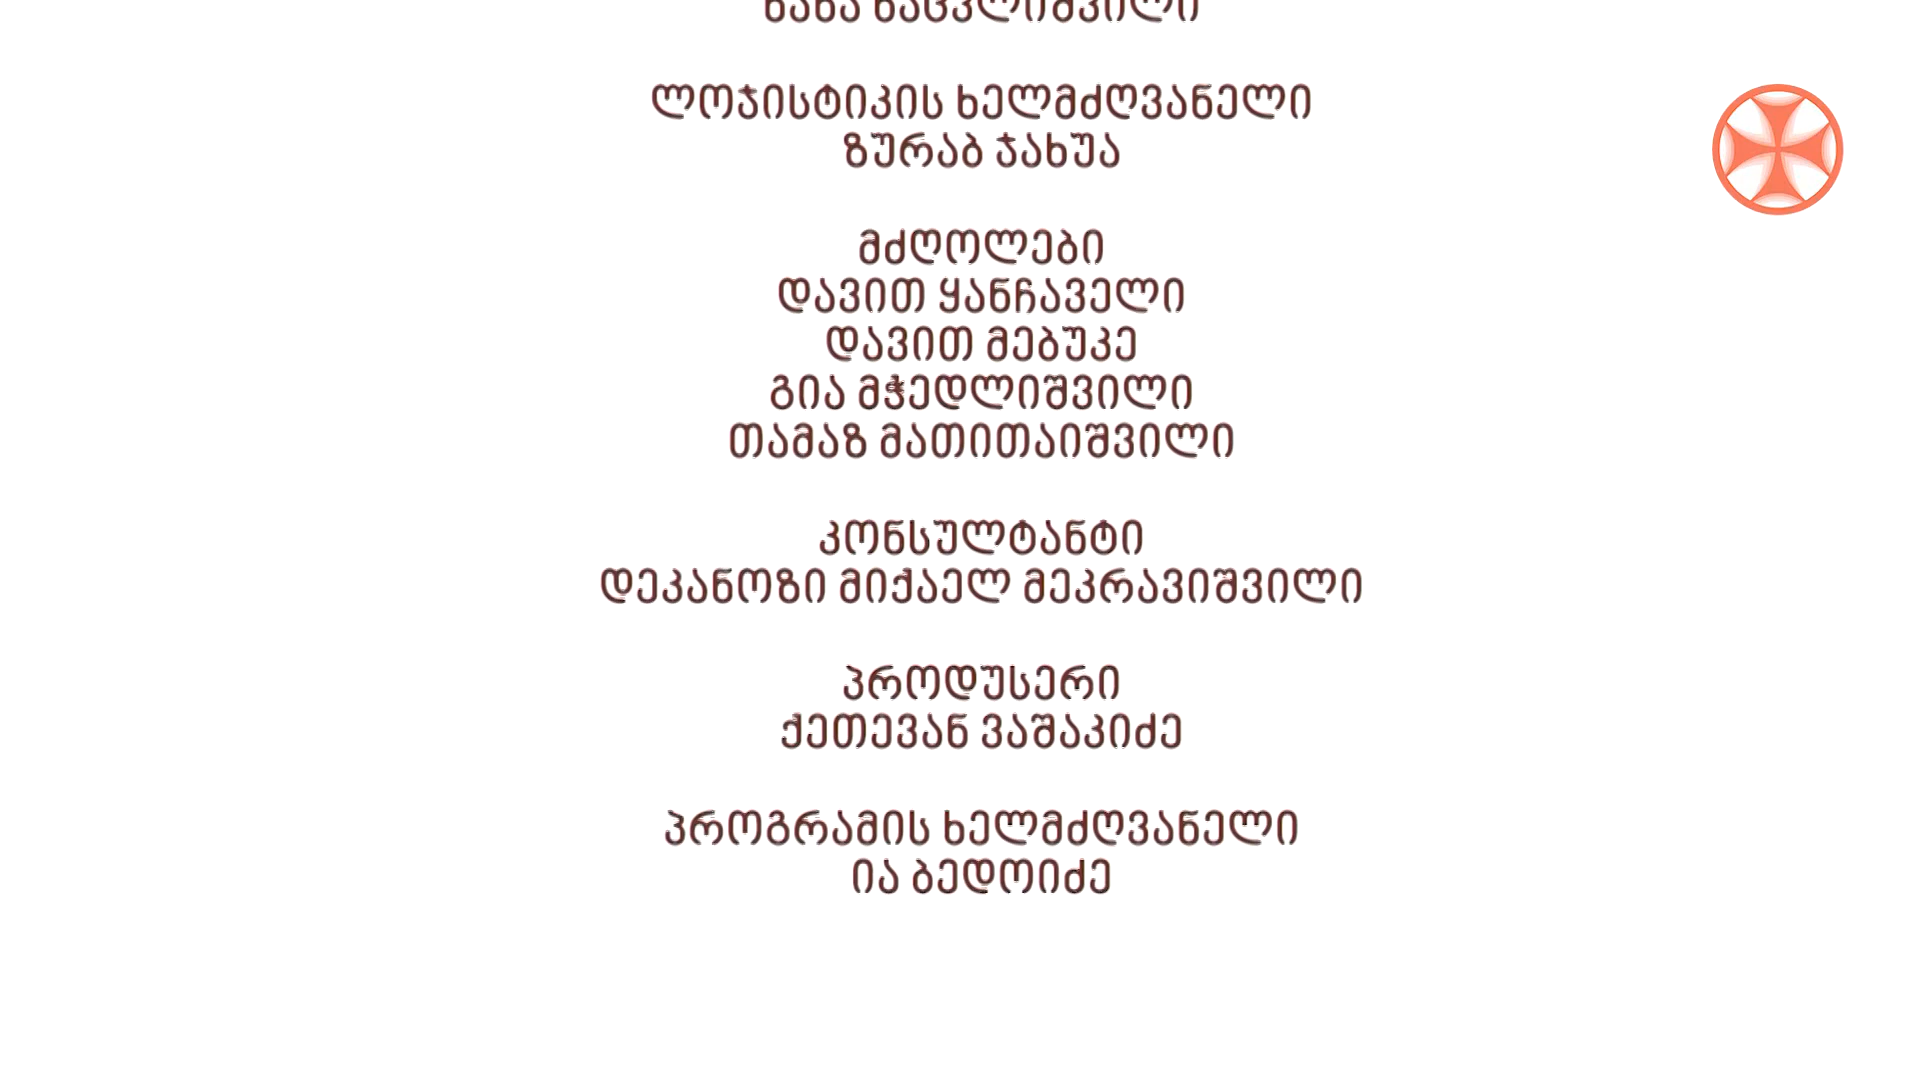 ლოჯისტიკის ხელმძღვანელი
ზურაბ ჯახუა
მძღოლები
დავით ყანჩაველი
დავით მებუკე
გია მჭედლიშვილი
თამაზ მათითაიშვილი
კონსულტანტი
დეკანოზი მიქაელ მეკრავიშვილი
პროდუსერი
ქეთევან ვაშაკიძე
პროგრამის ხელმძღვანელი
ია ბედოიძე